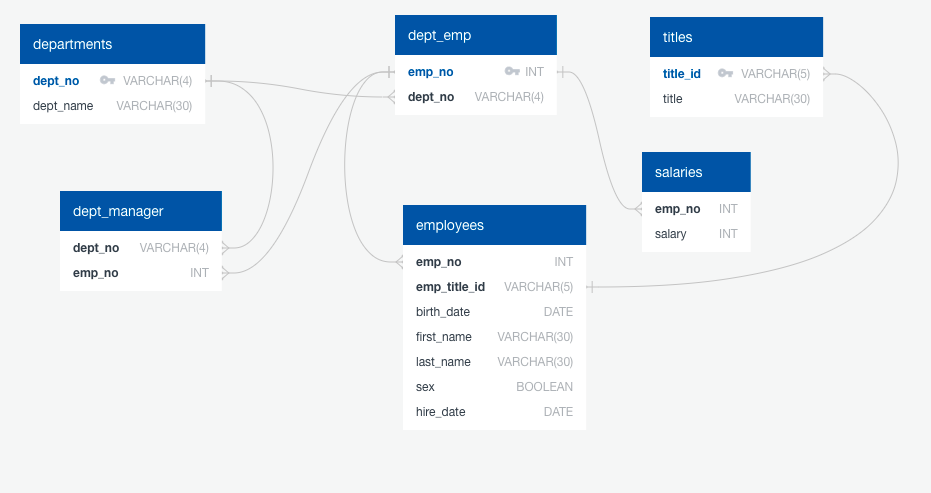 departments
dept_no VARCHAR(4)
dept_name VARCHAR(30)
dept_emp
emp_no INT
dept_no VARCHAR(4)
titles
title_id VARCHAR(5)
title VARCHAR(30)
dept_manager
dept_no VARCHAR(4)
emp_no INT
employees
emp_no INT
emp_title_id VARCHAR(5)
birth_date DATE
first_name VARCHAR(30)
last_name VARCHAR(30)
sex BOOLEAN
hire_date DATE
salaries
emp_no INT
salary INT